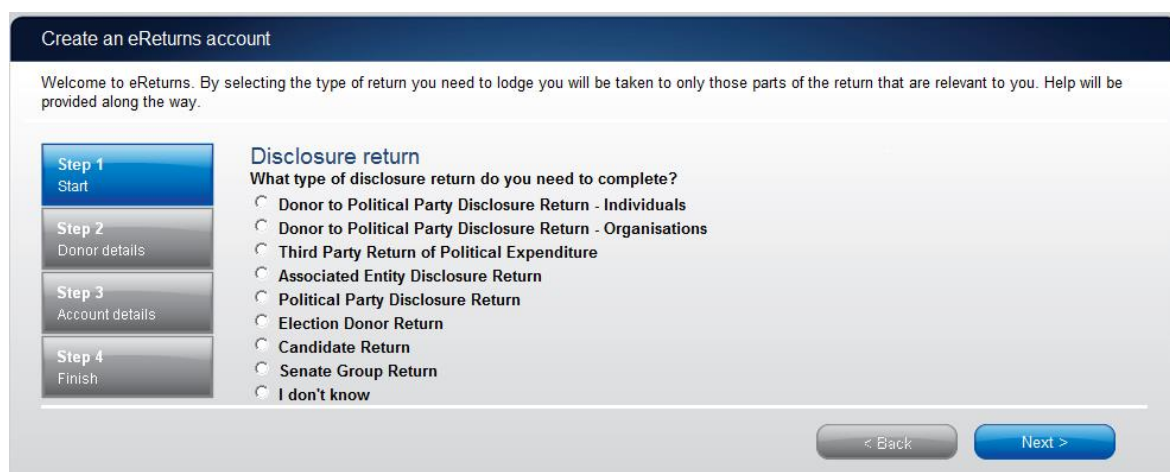 Create an eReturns account
Welcome to eReturns. By selecting the type of return you need to lodge you will be taken to only those parts of the return that are relevant to you. Help will be
provided along the way.
Step 1
Start
Step 2
Donor details
Step 3
Account details
Step 4
Finish
Disclosure return
What type of disclosure return do you need to complete?
Donor to Political Party Disclosure Return - Individuals
Donor to Political Party Disclosure Return - Organisations
Third Party Return of Political Expenditure
Associated Entity Disclosure Return
Political Party Disclosure Return
Election Donor Return
Candidate Return
Senate Group Return
I don't know
< Back
Next >